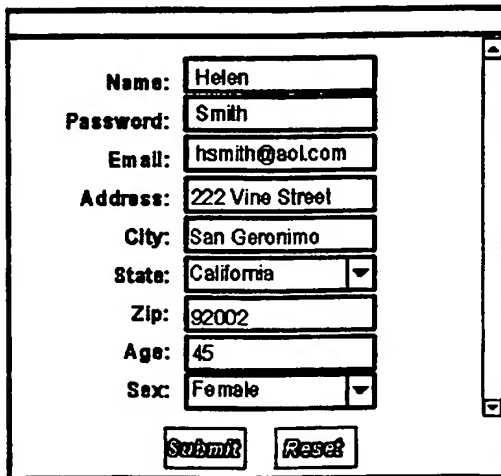 Name: Helen
Password: Smith
Email: hsmith@aol.com
Address: 222 Vine Street
City: San Geronimo
State: California
Zip: 92002
Age: 45
Sex: Female
Submit Reset